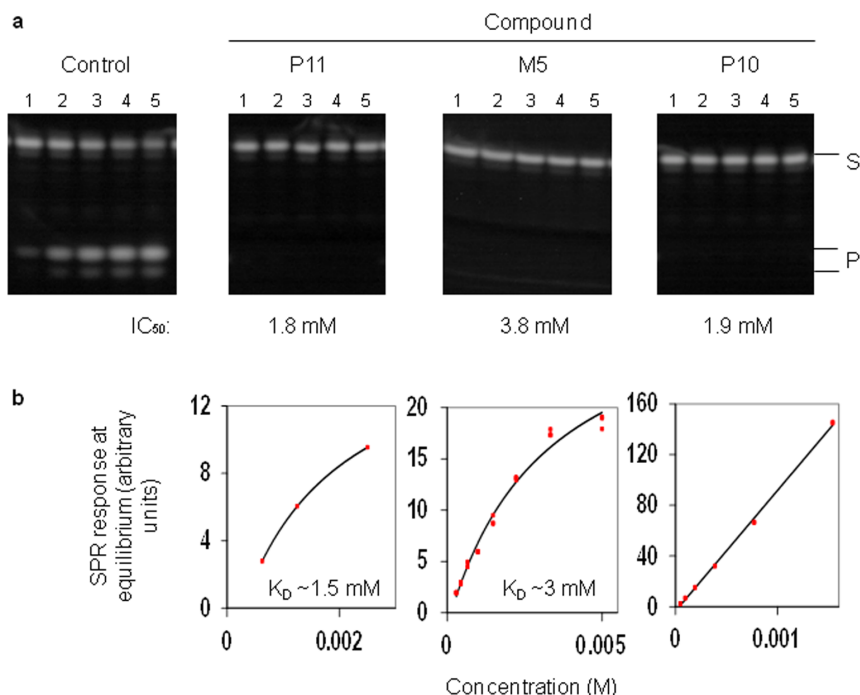 a
Compound
Control P11 M5 P10
1 2 3 4 5 1 2 3 4 5 1 2 3 4 5 1 2 3 4 5
S
P
IC₅₀: 1.8 mM 3.8 mM 1.9 mM
b
SPR response at
equilibrium (arbitrary
units)
12
8
4
0
0 0.002
K_D ~1.5 mM
20
15
10
5
0
0 0.005
K_D ~3 mM
160
120
80
40
0
0 0.001
Concentration (M)